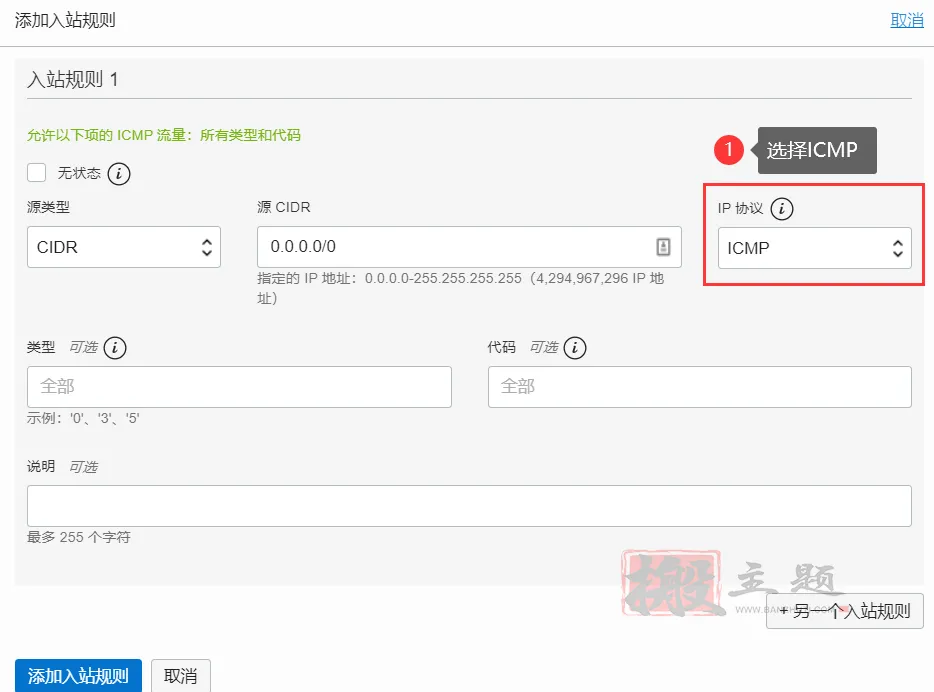 添加入站规则 取消
入站规则 1
允许以下项的 ICMP 流量：所有类型和代码
1 选择ICMP
无状态
源类型 源 CIDR IP 协议
CIDR 0.0.0.0/0 ICMP
指定的 IP 地址：0.0.0.0-255.255.255.255（4,294,967,296 IP 地
址）
类型 可选 代码 可选
全部 全部
示例：'0'、'3'、'5'
说明 可选
最多 255 个字符
搬主题
+ 另一个入站规则
添加入站规则 取消